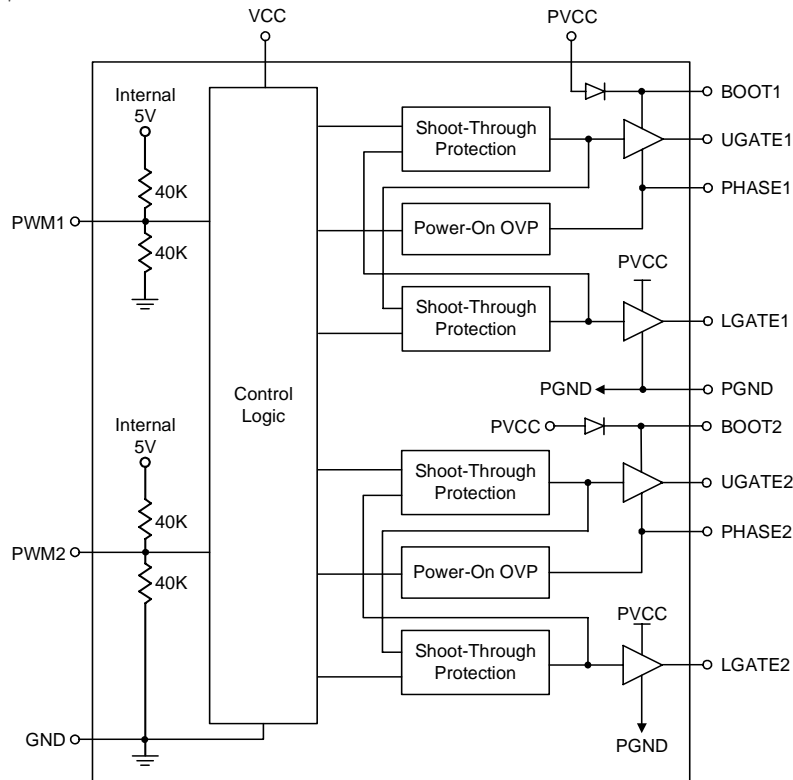 VCC
PVCC
Internal
5V
40K
PWM1
40K
Internal
5V
40K
PWM2
40K
GND
Control
Logic
Shoot-Through
Protection
Power-On OVP
Shoot-Through
Protection
BOOT1
UGATE1
PHASE1
PVCC
LGATE1
PGND
PGND
PVCC
BOOT2
Shoot-Through
Protection
UGATE2
PHASE2
Power-On OVP
PVCC
Shoot-Through
Protection
LGATE2
PGND